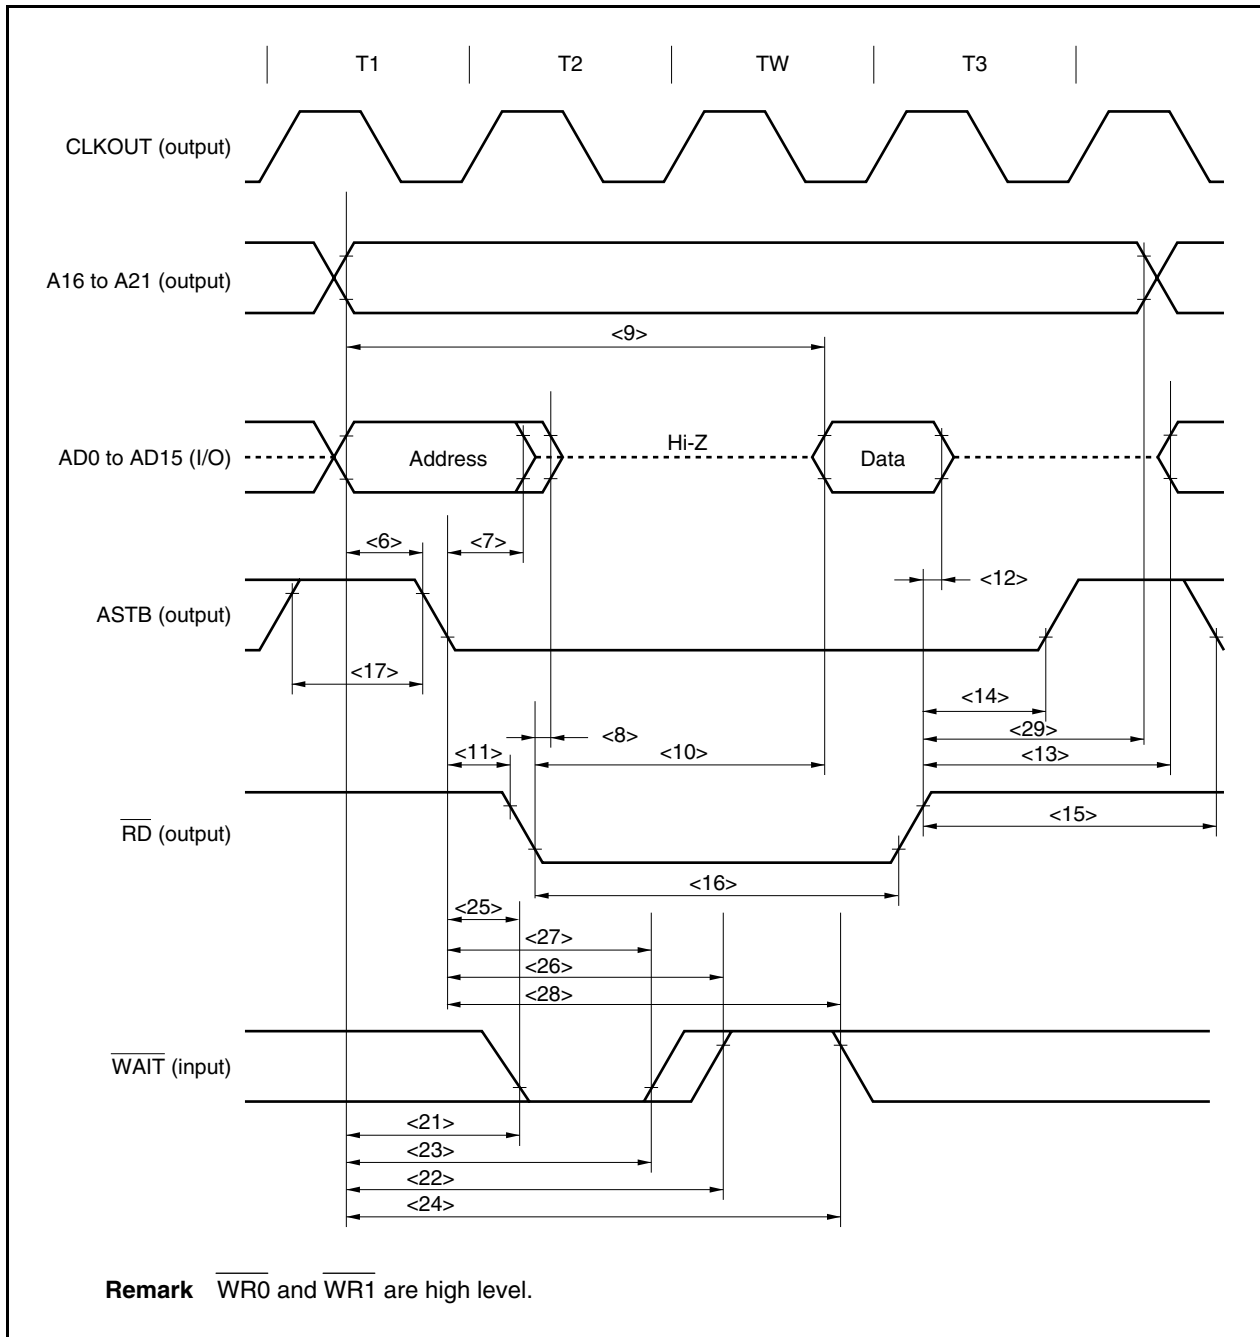 T1 T2 TW T3
CLKOUT (output)
A16 to A21 (output)
<9>
AD0 to AD15 (I/O)
Address
Hi-Z
Data
<6>
<7>
<12>
ASTB (output)
<17>
<14>
<8>
<29>
<11>
<10>
<13>
RD (output)
<15>
<16>
<25>
<27>
<26>
<28>
WAIT (input)
<21>
<23>
<22>
<24>
Remark WR0 and WR1 are high level.